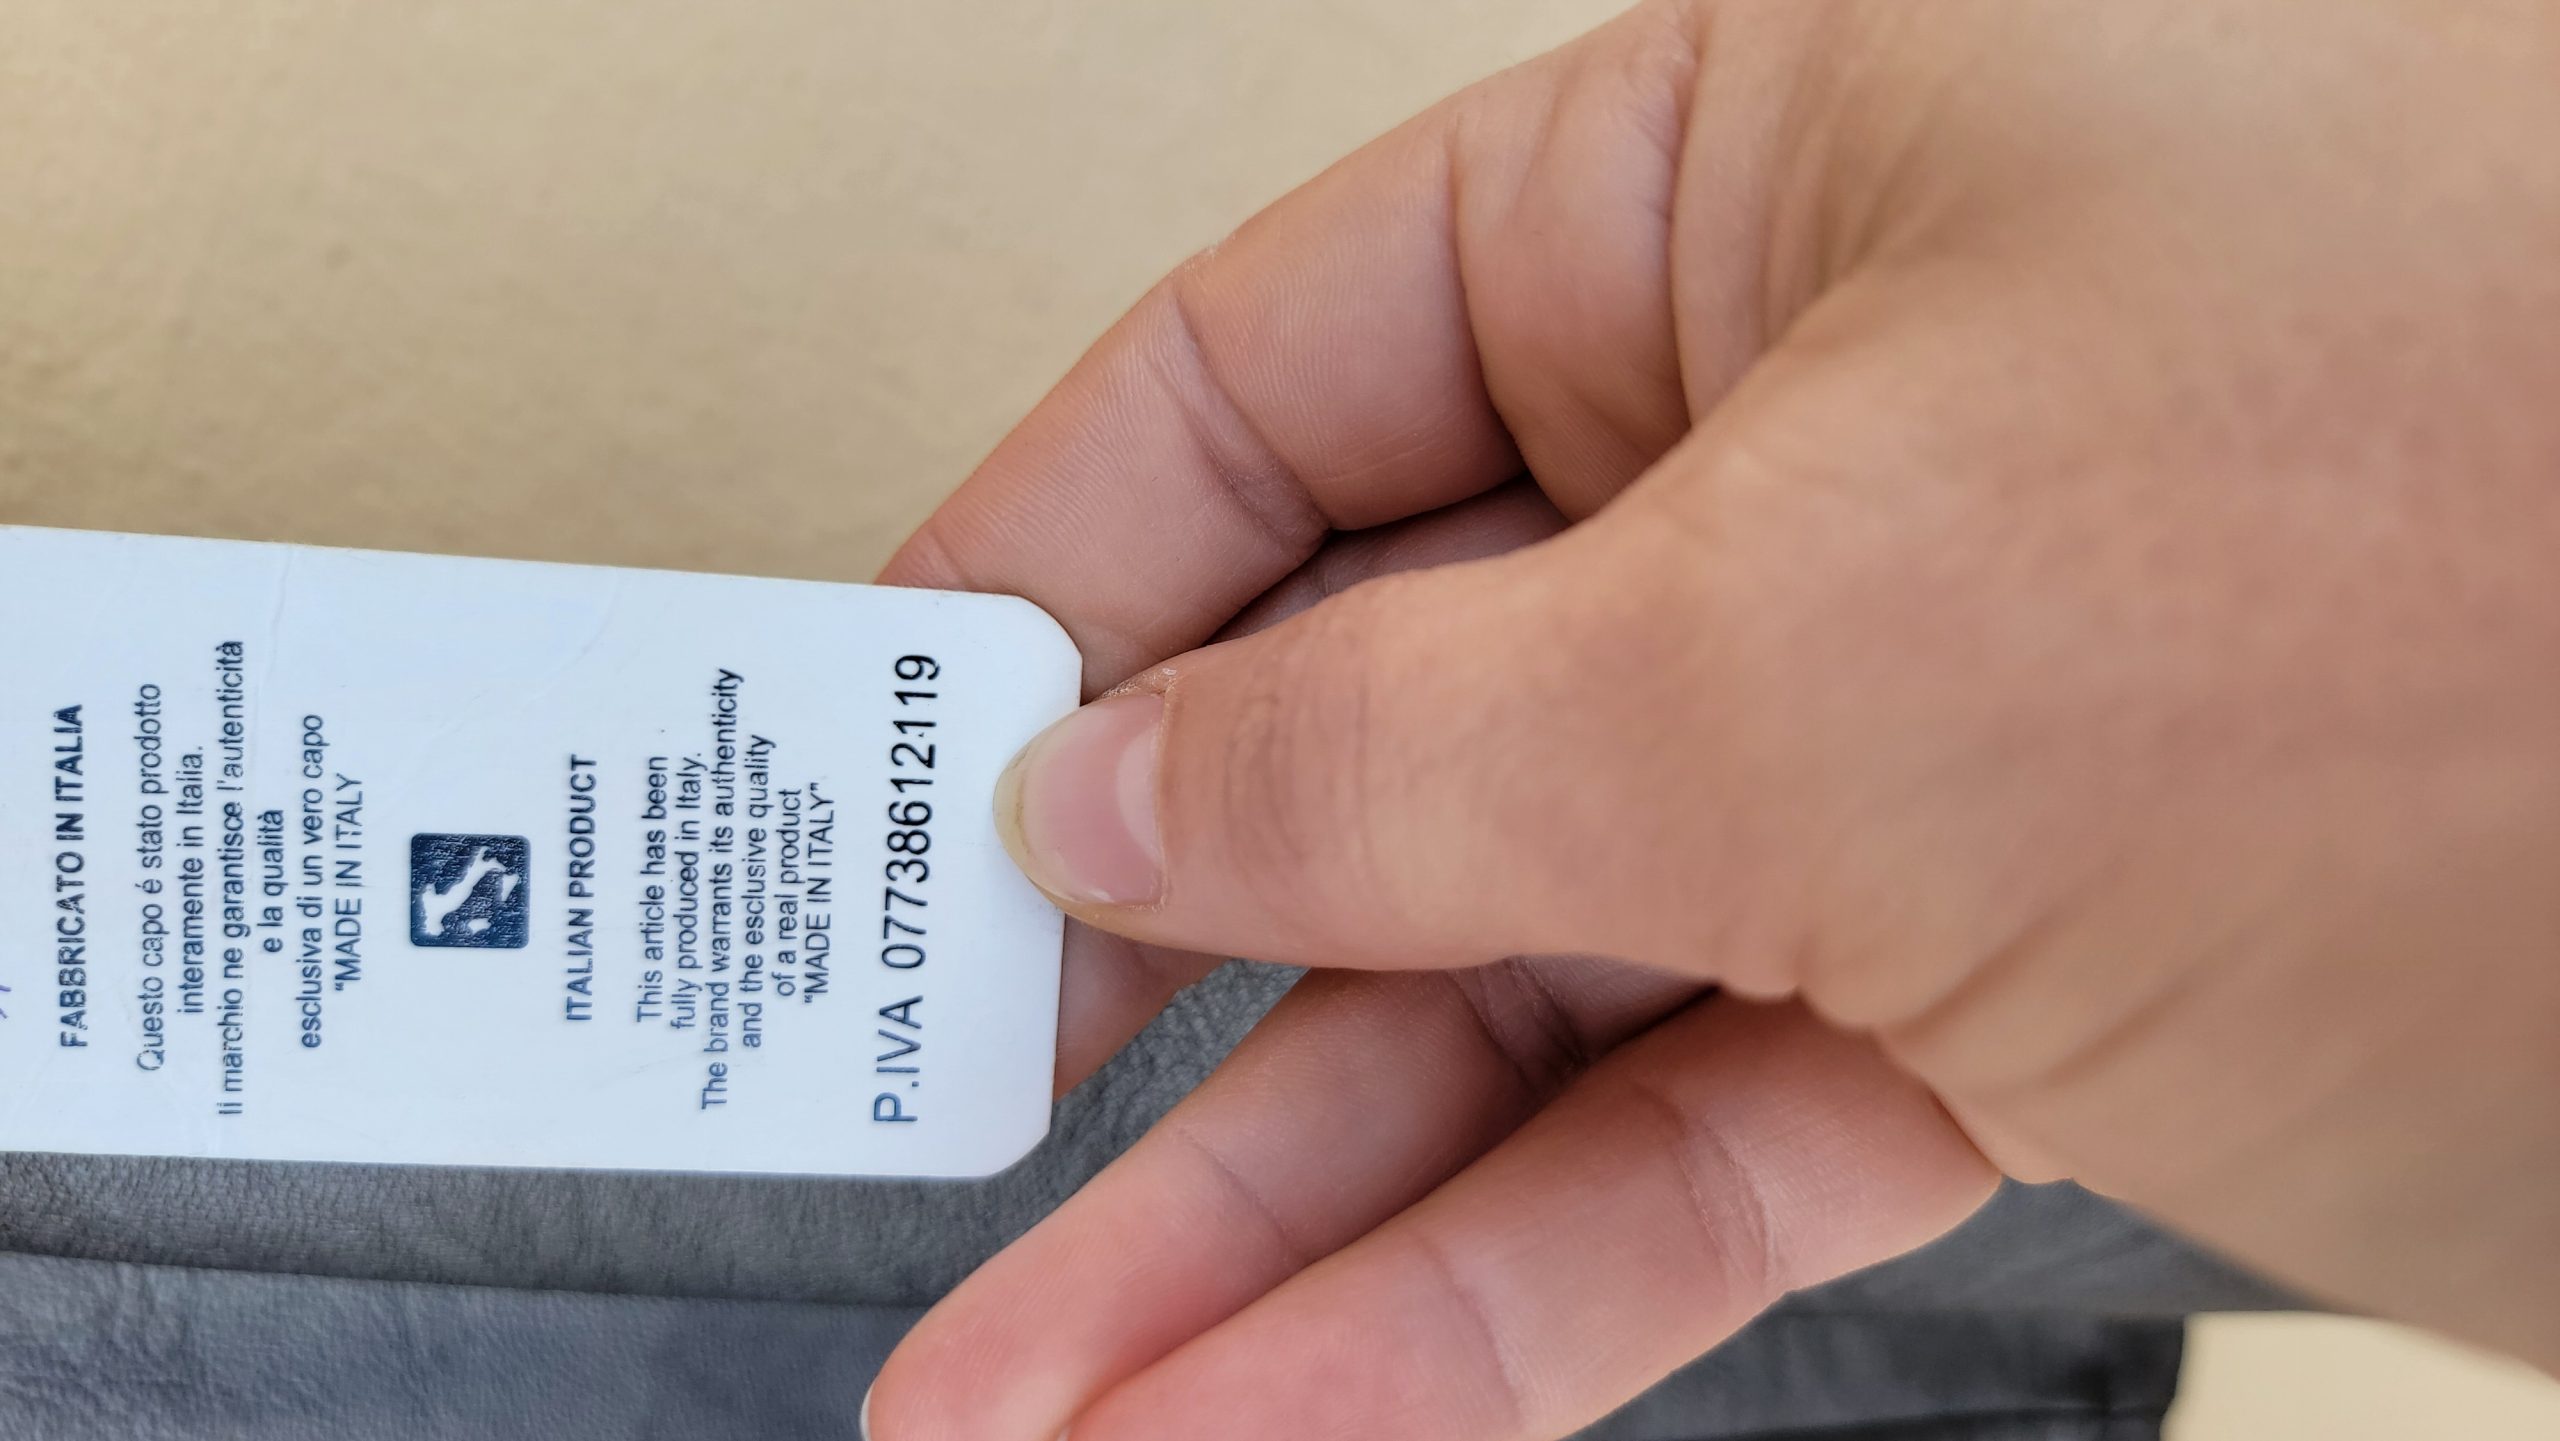 FABBRICATO IN ITALIA
Questo capo é stato prodotto
interamente in Italia.
Il marchio ne garantisce l'autenticità
e la qualità
esclusiva di un vero capo
"MADE IN ITALY
ITALIAN PRODUCT
This article has been
fully produced in Italy.
The brand warrants its authenticity
and the esclusive quality
of a real product
"MADE IN ITALY"
P.IVA 07738612119